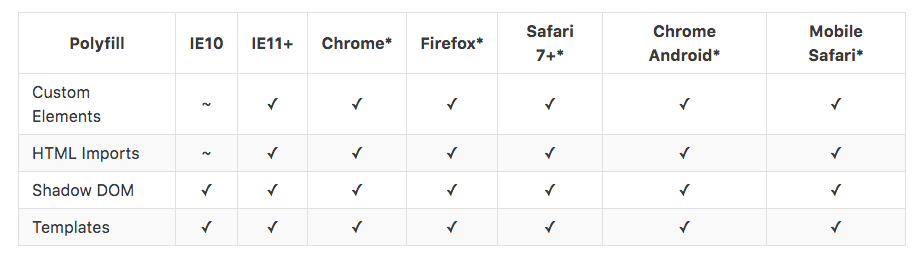 Polyfill IE10 IE11+ Chrome* Firefox* Safari 7+* Chrome Android* Mobile Safari*
Custom Elements ~ ✓ ✓ ✓ ✓ ✓ ✓
HTML Imports ~ ✓ ✓ ✓ ✓ ✓ ✓
Shadow DOM ✓ ✓ ✓ ✓ ✓ ✓ ✓
Templates ✓ ✓ ✓ ✓ ✓ ✓ ✓